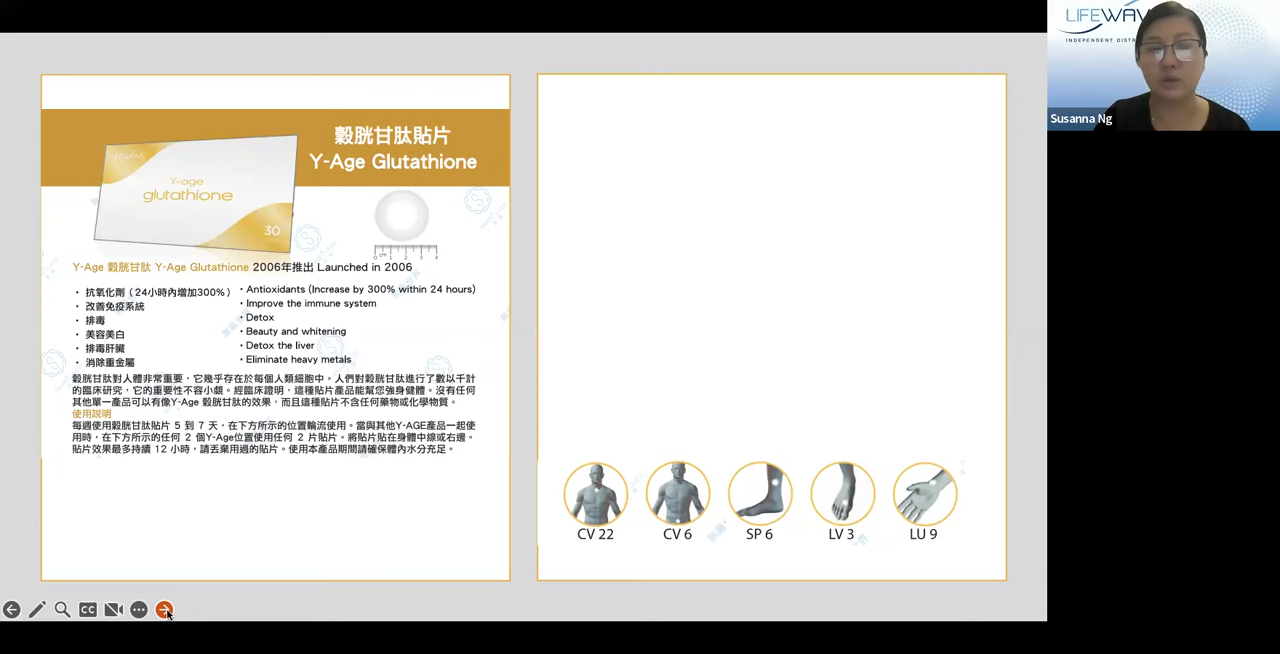 穀胱甘肽貼片
Y-Age Glutathione
Y-age
glutathione
30
0 cm 1 2 3 4
Y-Age 穀胱甘肽 Y-Age Glutathione 2006年推出 Launched in 2006
・ 抗氧化劑（24小時內增加300%）
・ 改善免疫系統
・ 排毒
・ 美容美白
・ 排毒肝臟
・ 消除重金屬
・Antioxidants (Increase by 300% within 24 hours)
・Improve the immune system
・Detox
・Beauty and whitening
・Detox the liver
・Eliminate heavy metals
穀胱甘肽對人體非常重要，它幾乎存在於每個人類細胞中。人們對穀胱甘肽進行了數以千計
的臨床研究，它的重要性不容小覷。經臨床證明，這種貼片產品能幫您強身健體。沒有任何
其他單一產品可以有像Y-Age 穀胱甘肽的效果，而且這種貼片不含任何藥物或化學物質。
使用説明
每週使用穀胱甘肽貼片 5 到 7 天，在下方所示的位置輪流使用。當與其他Y-AGE產品一起使
用時，在下方所示的任何 2 個Y-Age位置使用任何 2 片貼片。將貼片貼在身體中線或右邊。
貼片效果最多持續 12 小時，請丟棄用過的貼片。使用本產品期間請確保體內水分充足。
CV 22
CV 6
SP 6
LV 3
LU 9
CC
LIFEWAV
INDEPENDENT DISTR
Susanna Ng